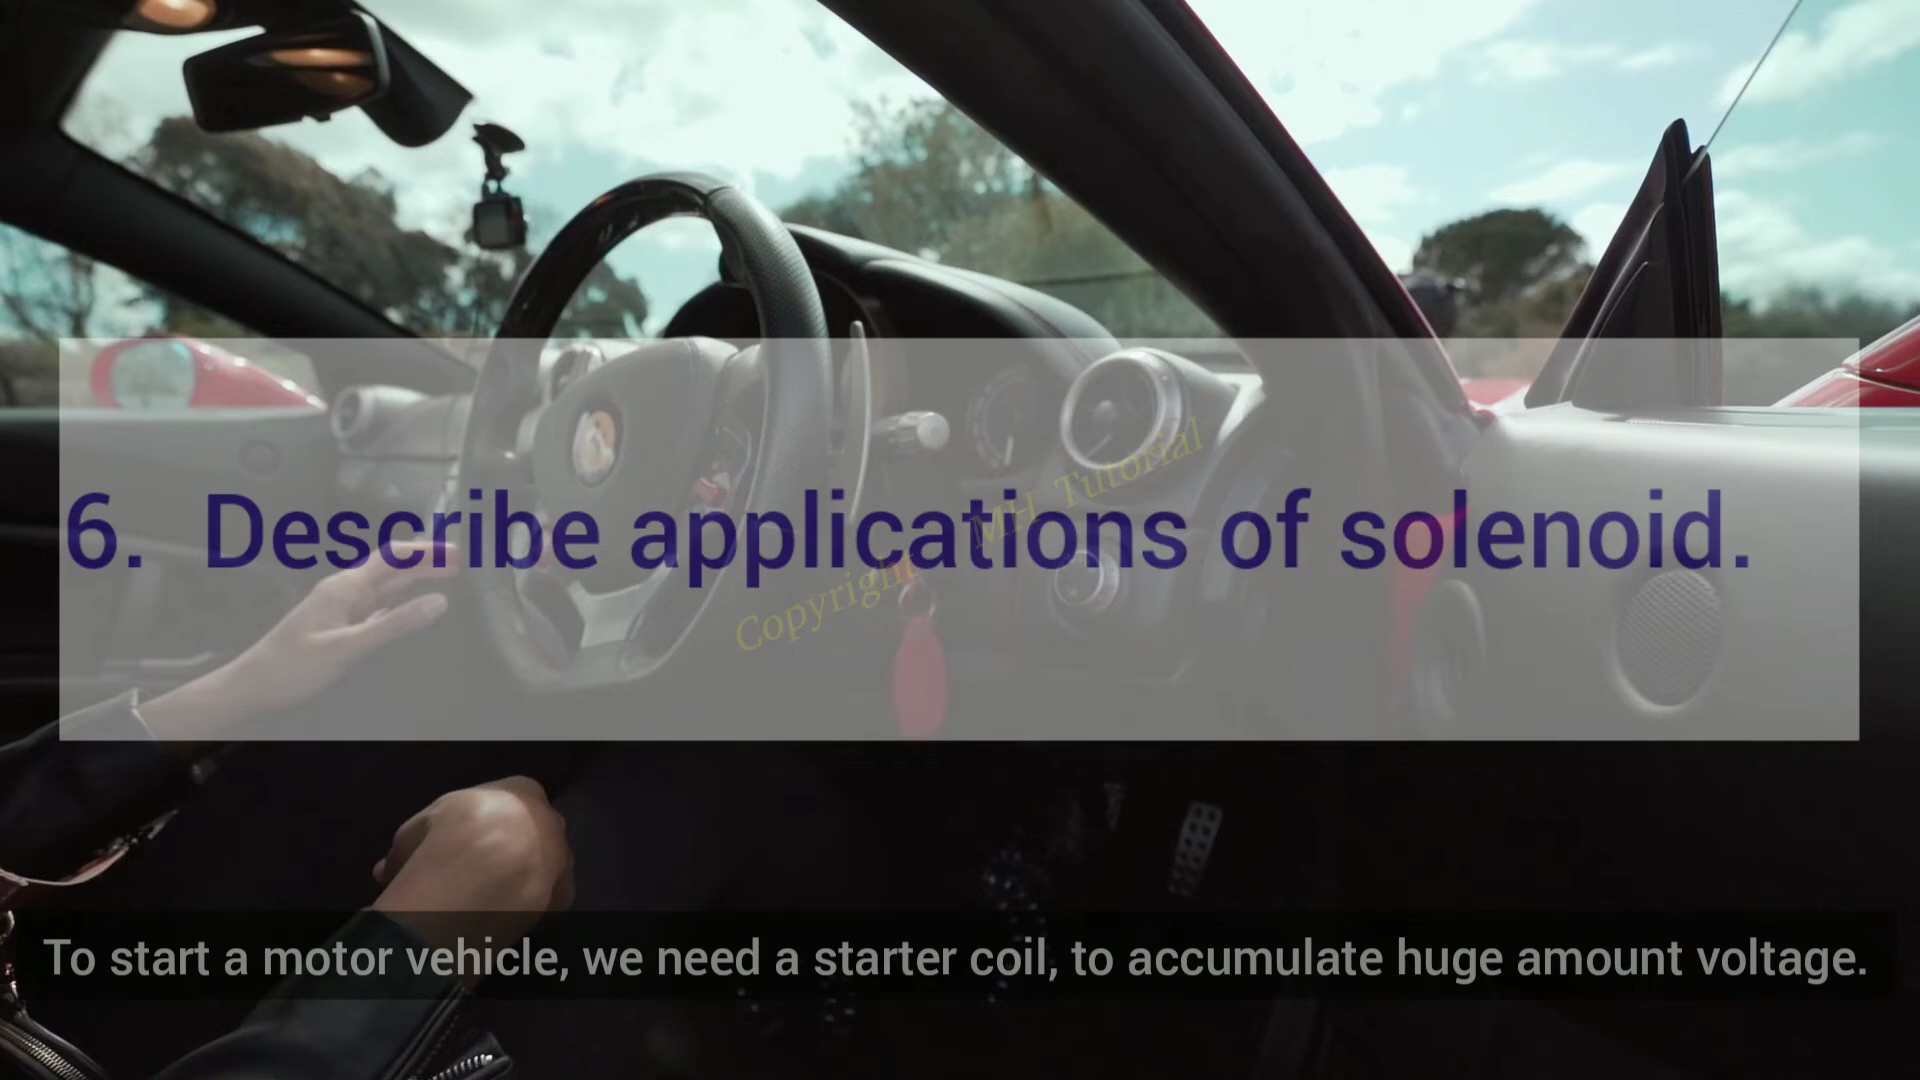 6. Describe applications of solenoid.
Copyright MH Tutorial
To start a motor vehicle, we need a starter coil, to accumulate huge amount voltage.